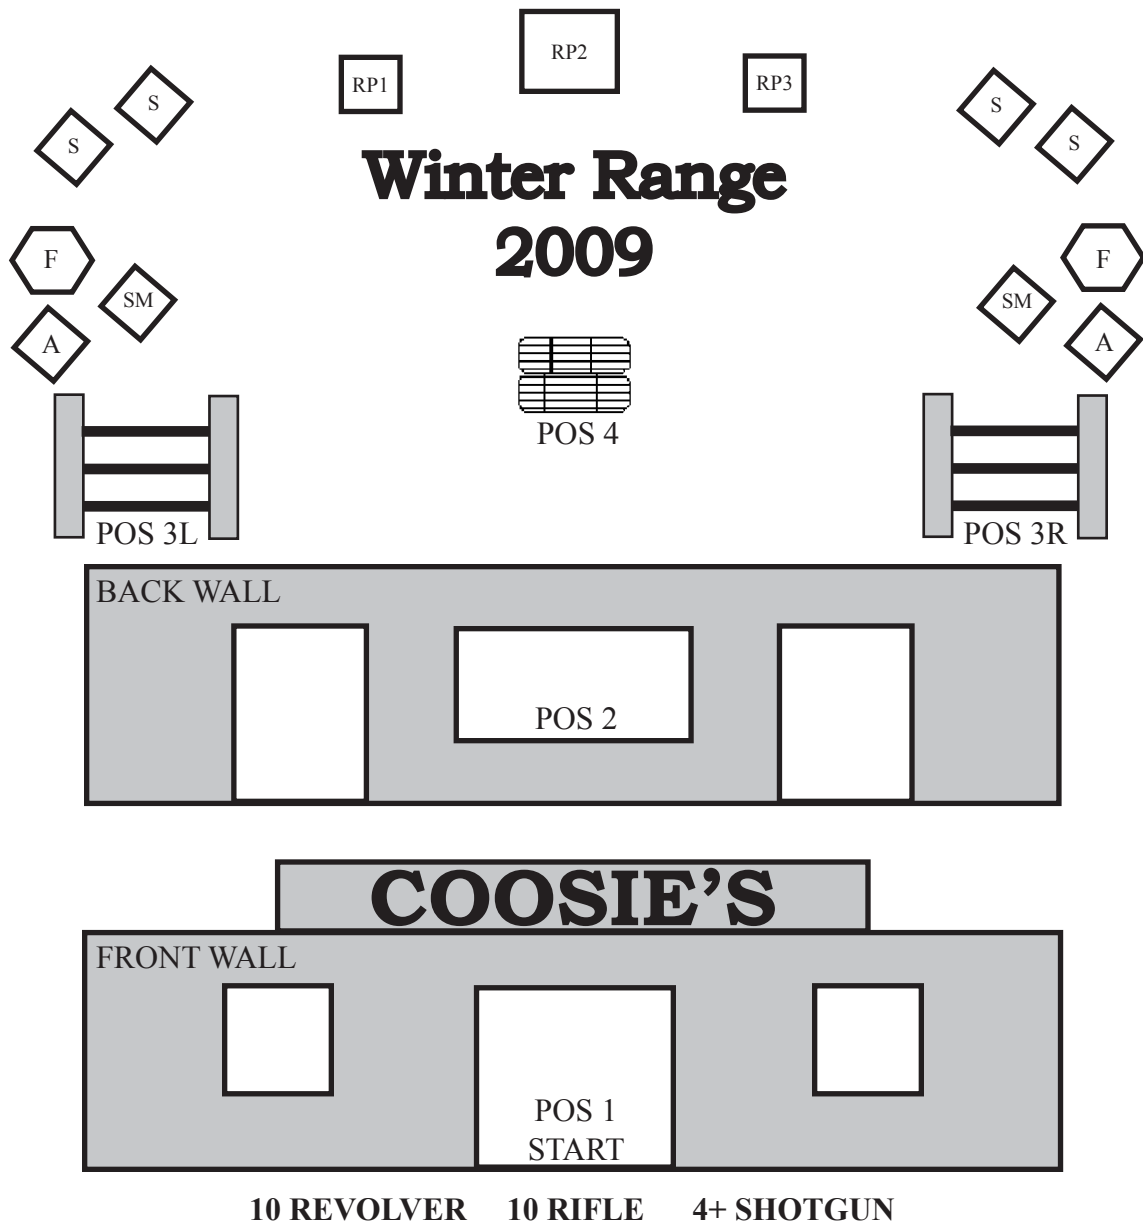 RP2
RP1
RP3
S
S
S
S
Winter Range
2009
F
SM
A
F
SM
A
POS 4
POS 3L
POS 3R
BACK WALL
POS 2
COOSIE'S
FRONT WALL
POS 1
START
10 REVOLVER 10 RIFLE 4+ SHOTGUN